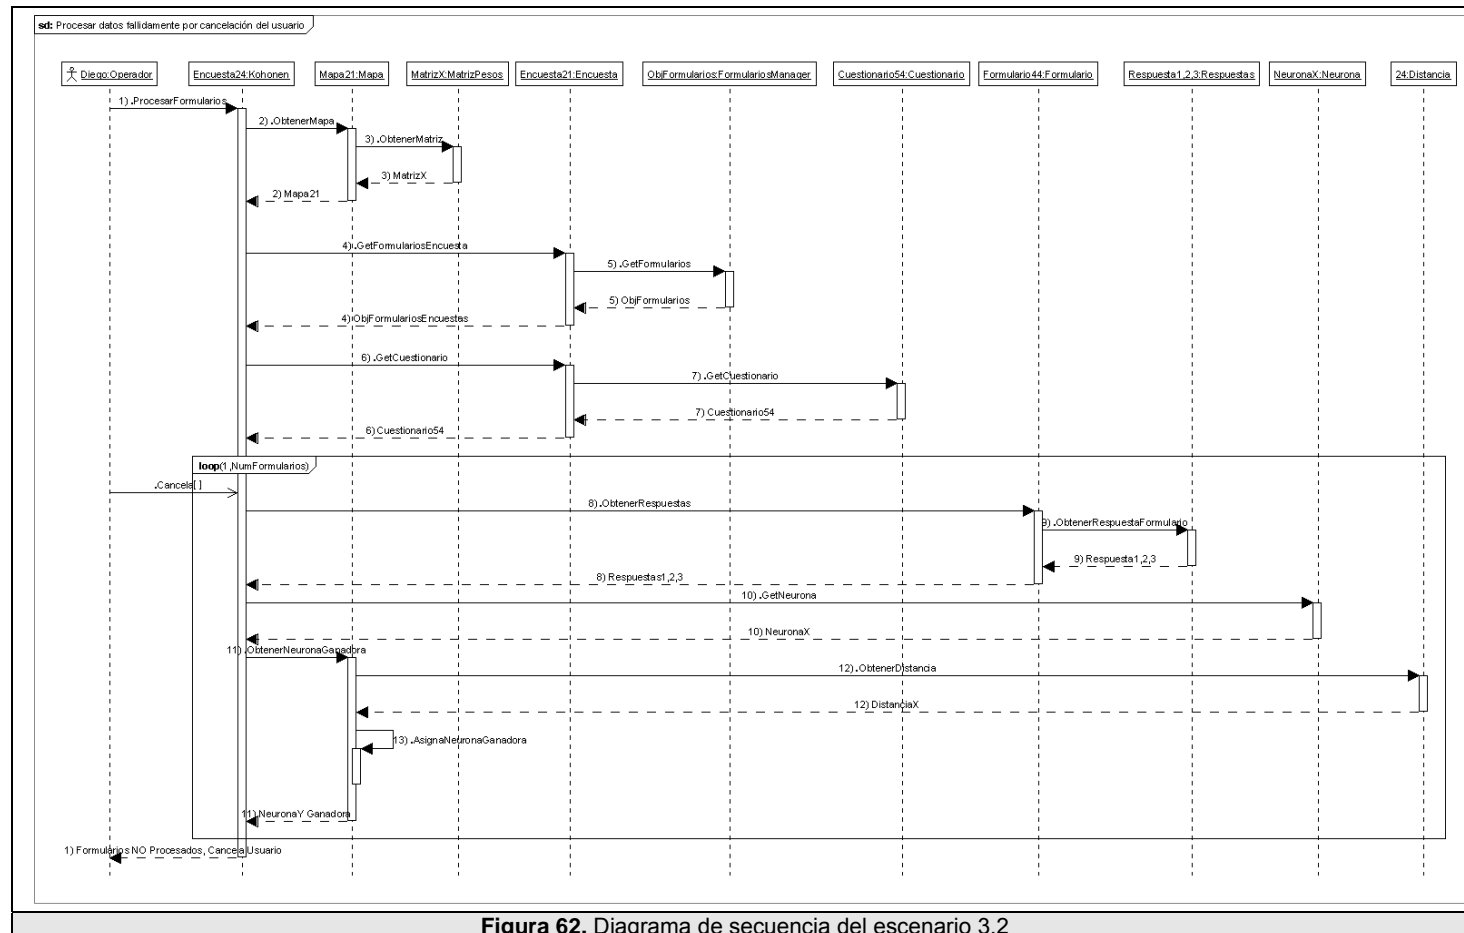 sd: Procesar datos fallidamente por cancelación del usuario
Diego:Operador
Encuesta24:Kohonen
Mapa21:Mapa
MatrizX:MatrizPesos
Encuesta21:Encuesta
ObjFormularios:FormulariosManager
Cuestionario54:Cuestionario
Formulario44:Formulario
Respuesta1,2,3:Respuestas
NeuronaX:Neurona
24:Distancia
1) .ProcesarFormularios
2) .ObtenerMapa
3) .ObtenerMatriz
3) MatrizX
2) Mapa21
4) .GetFormulariosEncuesta
5) .GetFormularios
5) ObjFormularios
4) ObjFormulariosEncuestas
6) .GetCuestionario
7) .GetCuestionario
7) Cuestionario54
6) Cuestionario54
loop(1,NumFormularios)
.Cancela[ ]
8) .ObtenerRespuestas
9) .ObtenerRespuestaFormulario
9) Respuesta1,2,3
8) Respuestas1,2,3
10) .GetNeurona
10) NeuronaX
11) .ObtenerNeuronaGanadora
12) .ObtenerDistancia
12) DistanciaX
13) .AsignaNeuronaGanadora
11) NeuronaY Ganadora
1) Formularios NO Procesados, Cancela Usuario
Figura 62. Diagrama de secuencia del escenario 3.2